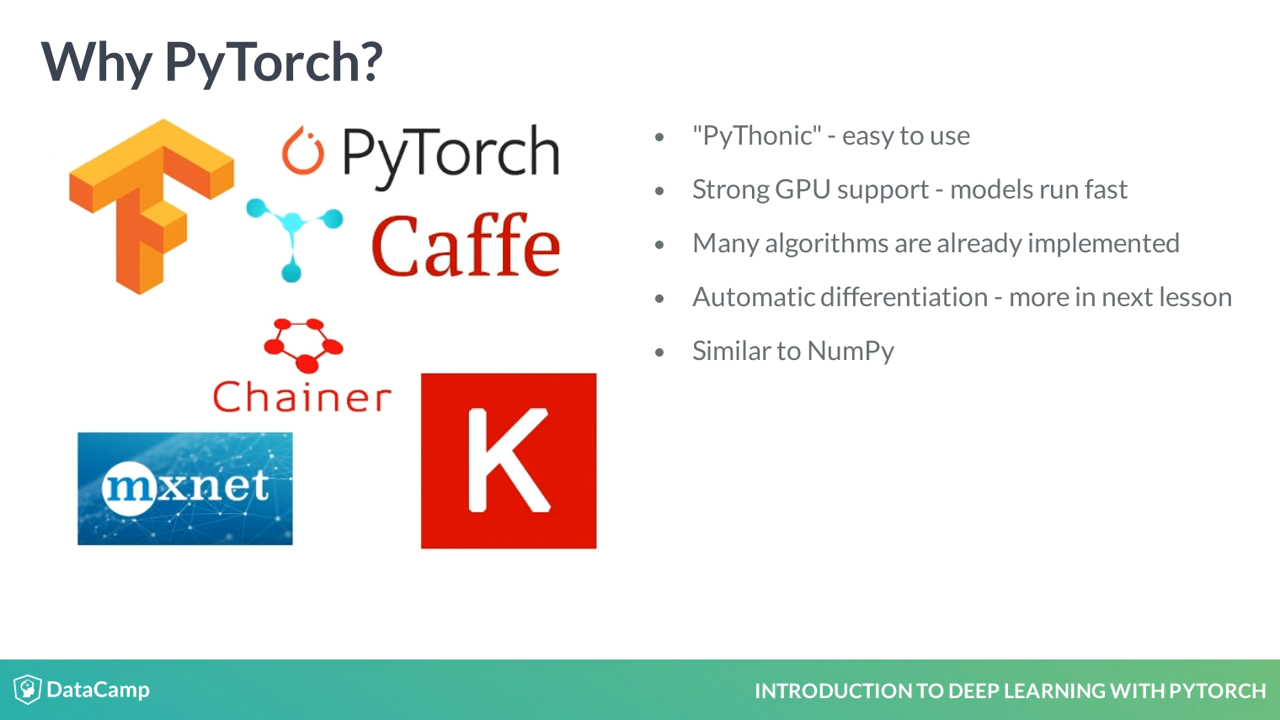 Why PyTorch?
PyTorch
Caffe
Chainer
mxnet
K
• "PyThonic" - easy to use
• Strong GPU support - models run fast
• Many algorithms are already implemented
• Automatic differentiation - more in next lesson
• Similar to NumPy
DataCamp
INTRODUCTION TO DEEP LEARNING WITH PYTORCH